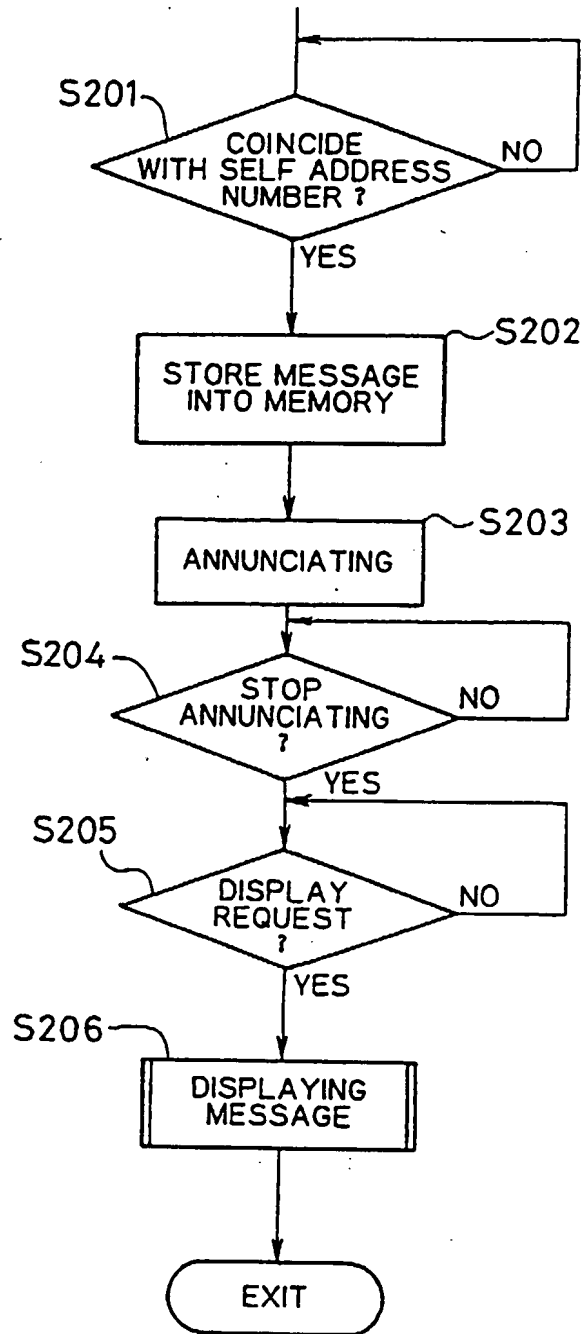 S201
COINCIDE
WITH SELF ADDRESS
NUMBER ?
NO
YES
S202
STORE MESSAGE
INTO MEMORY
S203
ANNUNCIATING
S204
STOP
ANNUNCIATING
?
NO
YES
S205
DISPLAY
REQUEST
?
NO
YES
S206
DISPLAYING
MESSAGE
EXIT